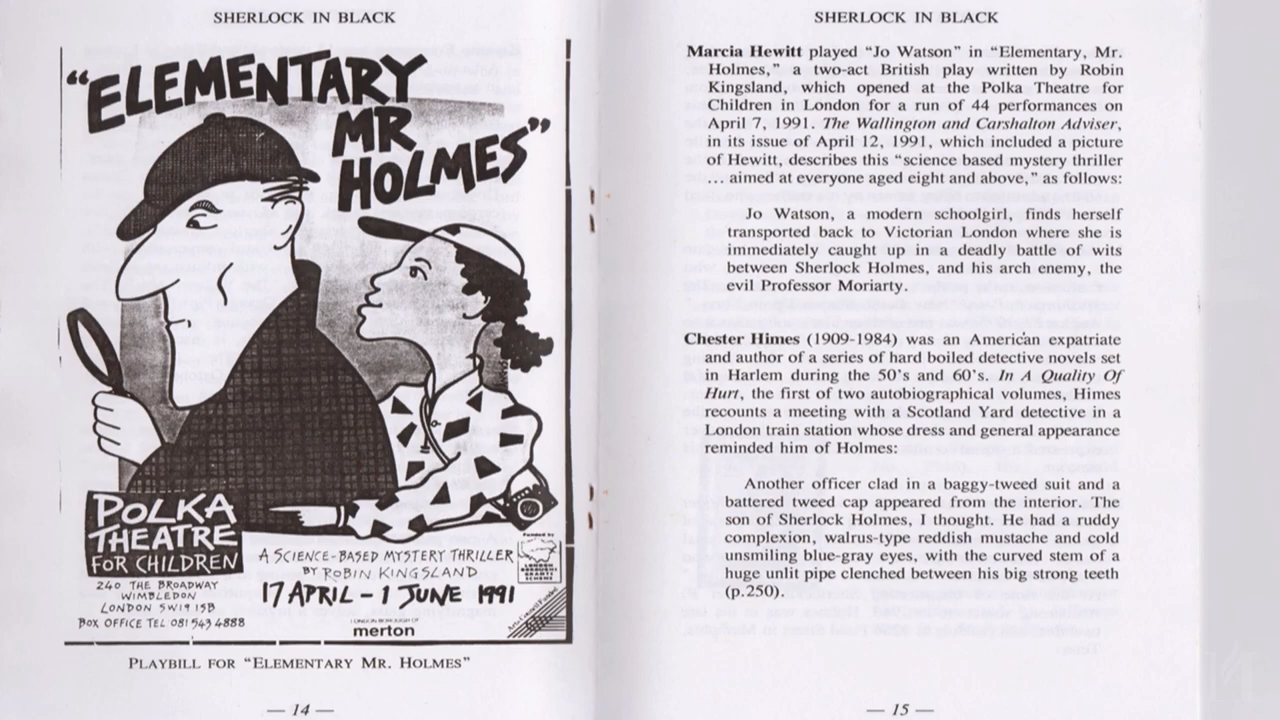 SHERLOCK IN BLACK
"ELEMENTARY
MR
HOLMES"
POLKA
THEATRE
FOR CHILDREN
240 THE BROADWAY
WIMBLEDON
LONDON SW19 1SB
BOX OFFICE TEL 081 543 4888
A SCIENCE-BASED MYSTERY THRILLER
BY ROBIN KINGSLAND
17 APRIL – 1 JUNE 1991
LONDON BOROUGH OF
merton
Funded by
LONDON
BOROUGHS
GRANTS
SCHEME
Arts Council Funded
PLAYBILL FOR "ELEMENTARY MR. HOLMES"
— 14 —
SHERLOCK IN BLACK
Marcia Hewitt played "Jo Watson" in "Elementary, Mr.
Holmes," a two-act British play written by Robin
Kingsland, which opened at the Polka Theatre for
Children in London for a run of 44 performances on
April 7, 1991. The Wallington and Carshalton Adviser,
in its issue of April 12, 1991, which included a picture
of Hewitt, describes this "science based mystery thriller
... aimed at everyone aged eight and above," as follows:
Jo Watson, a modern schoolgirl, finds herself
transported back to Victorian London where she is
immediately caught up in a deadly battle of wits
between Sherlock Holmes, and his arch enemy, the
evil Professor Moriarty.
Chester Himes (1909-1984) was an American expatriate
and author of a series of hard boiled detective novels set
in Harlem during the 50's and 60's. In A Quality Of
Hurt, the first of two autobiographical volumes, Himes
recounts a meeting with a Scotland Yard detective in a
London train station whose dress and general appearance
reminded him of Holmes:
Another officer clad in a baggy-tweed suit and a
battered tweed cap appeared from the interior. The
son of Sherlock Holmes, I thought. He had a ruddy
complexion, walrus-type reddish mustache and cold
unsmiling blue-gray eyes, with the curved stem of a
huge unlit pipe clenched between his big strong teeth
(p.250).
— 15 —